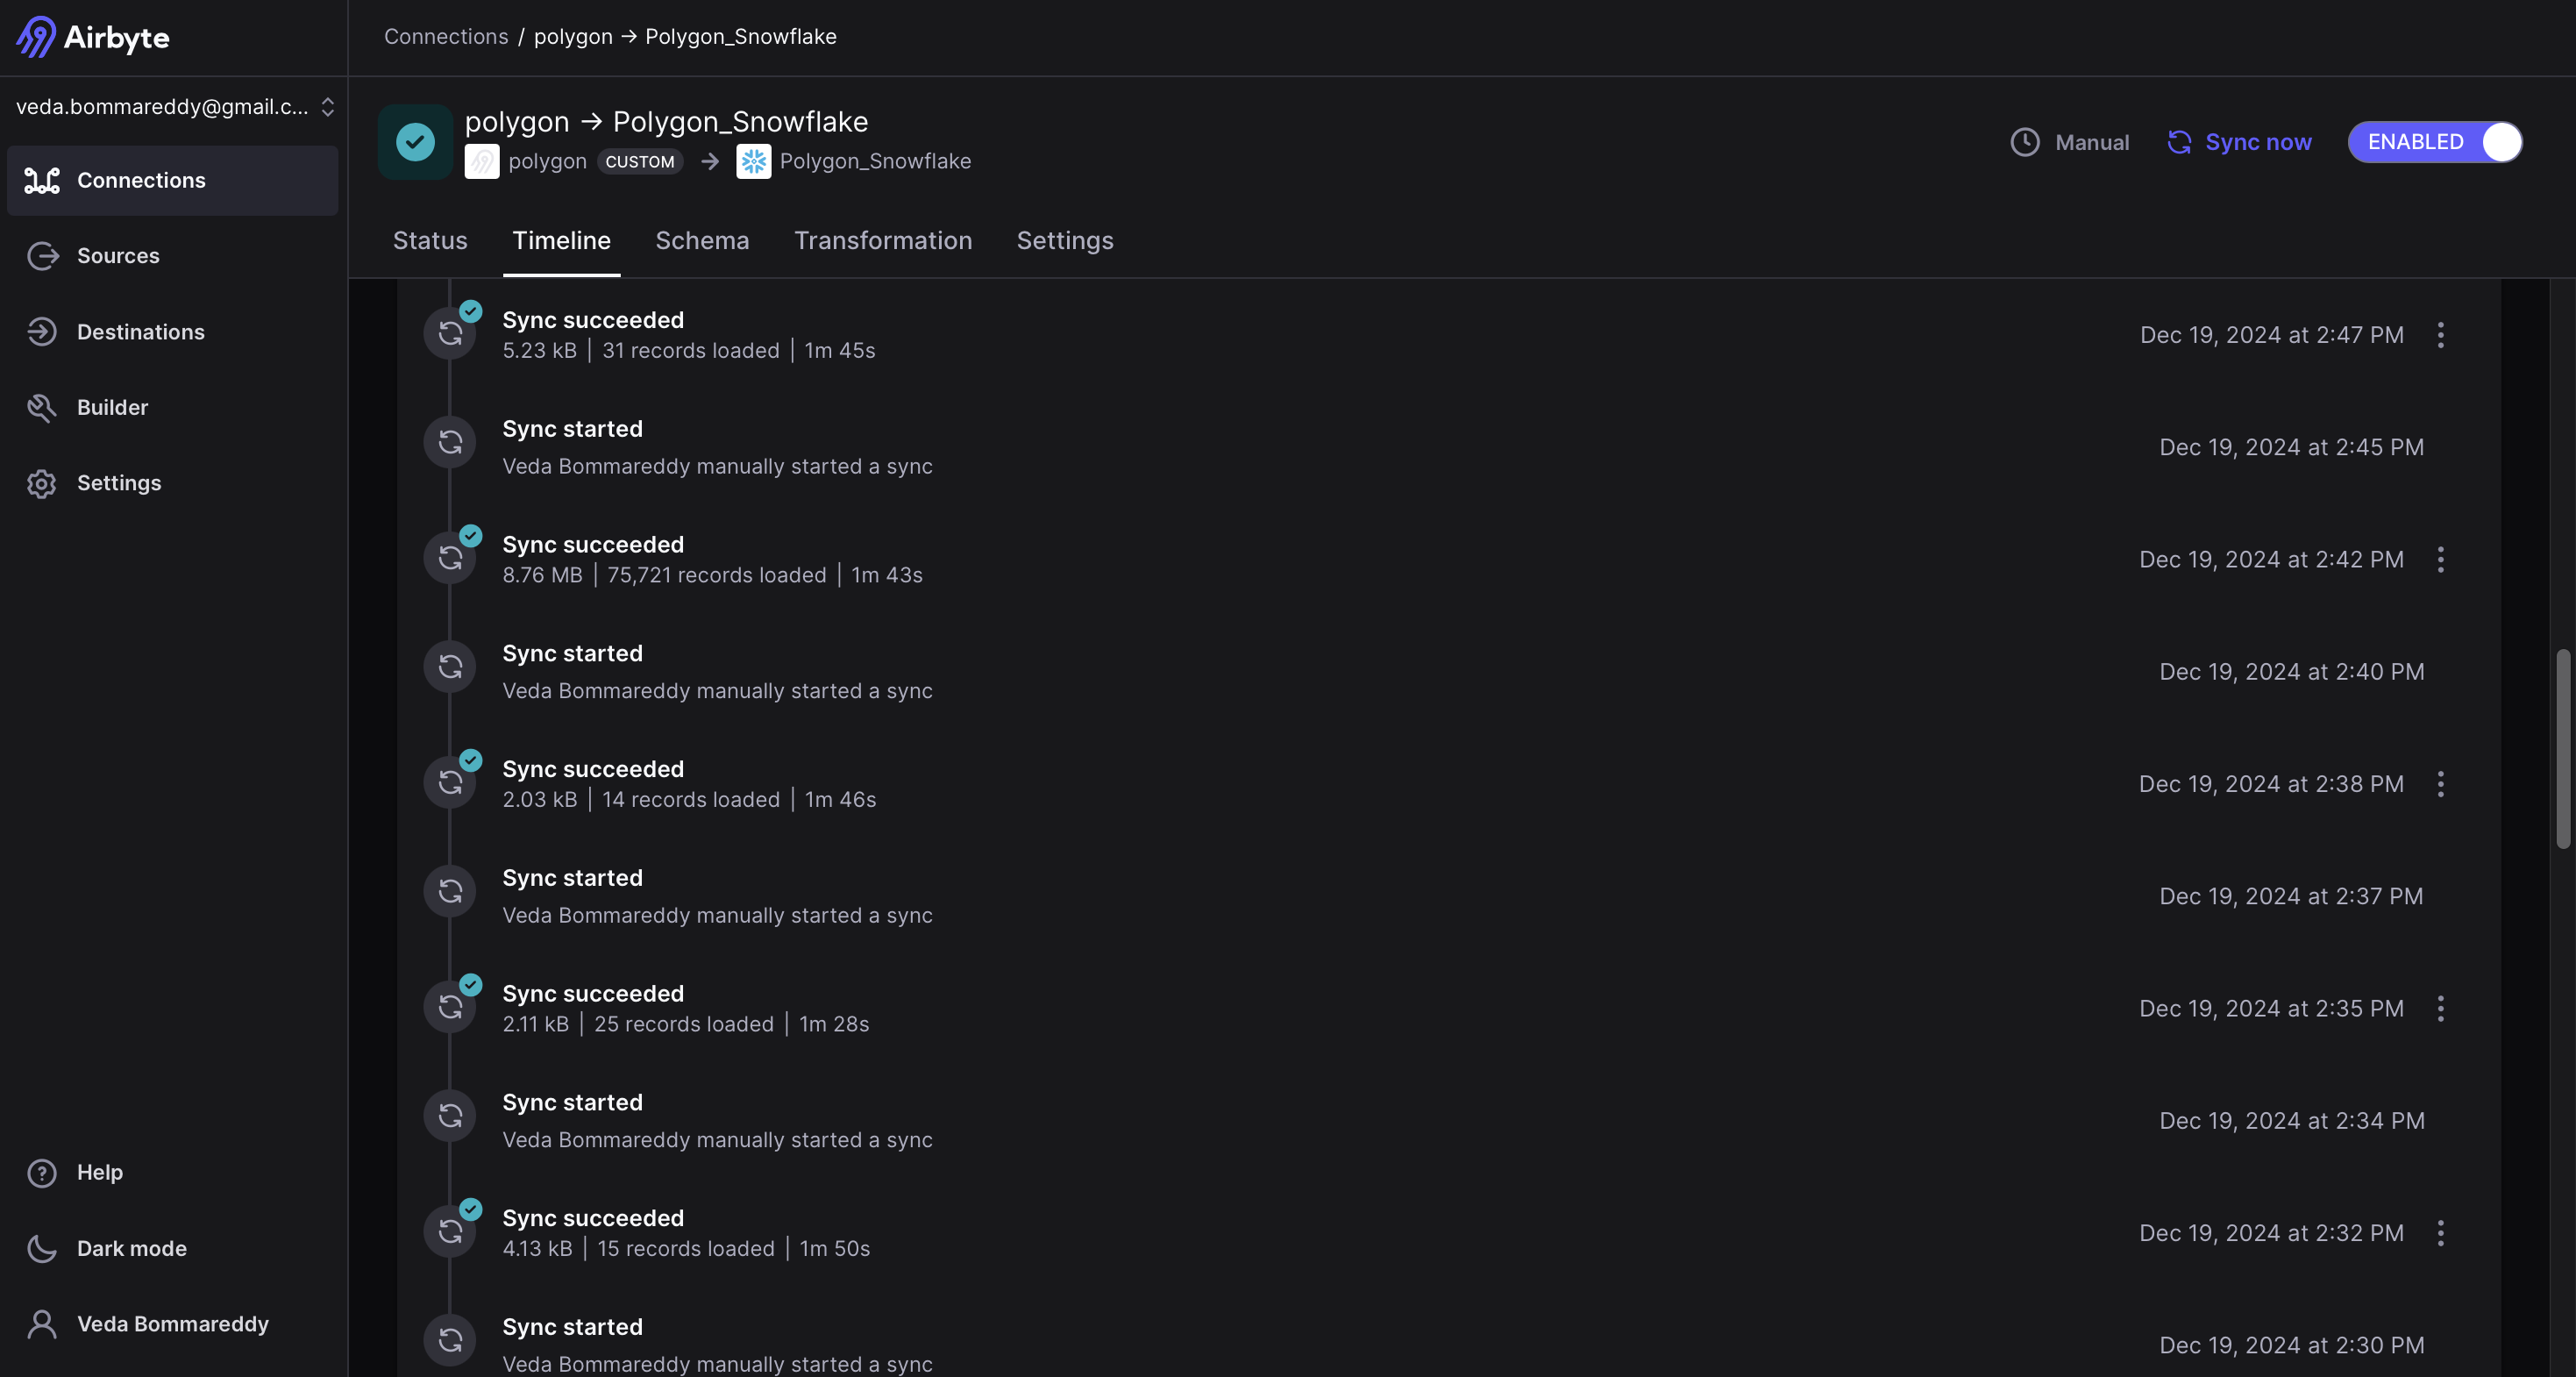 Airbyte
Connections / polygon → Polygon_Snowflake
veda.bommareddy@gmail.c...
Connections
Sources
Destinations
Builder
Settings
Help
Dark mode
Veda Bommareddy
polygon → Polygon_Snowflake
polygon CUSTOM → Polygon_Snowflake
Manual
Sync now
ENABLED
Status Timeline Schema Transformation Settings
Sync succeeded
5.23 kB | 31 records loaded | 1m 45s
Dec 19, 2024 at 2:47 PM
Sync started
Veda Bommareddy manually started a sync
Dec 19, 2024 at 2:45 PM
Sync succeeded
8.76 MB | 75,721 records loaded | 1m 43s
Dec 19, 2024 at 2:42 PM
Sync started
Veda Bommareddy manually started a sync
Dec 19, 2024 at 2:40 PM
Sync succeeded
2.03 kB | 14 records loaded | 1m 46s
Dec 19, 2024 at 2:38 PM
Sync started
Veda Bommareddy manually started a sync
Dec 19, 2024 at 2:37 PM
Sync succeeded
2.11 kB | 25 records loaded | 1m 28s
Dec 19, 2024 at 2:35 PM
Sync started
Veda Bommareddy manually started a sync
Dec 19, 2024 at 2:34 PM
Sync succeeded
4.13 kB | 15 records loaded | 1m 50s
Dec 19, 2024 at 2:32 PM
Sync started
Veda Bommareddy manually started a sync
Dec 19, 2024 at 2:30 PM